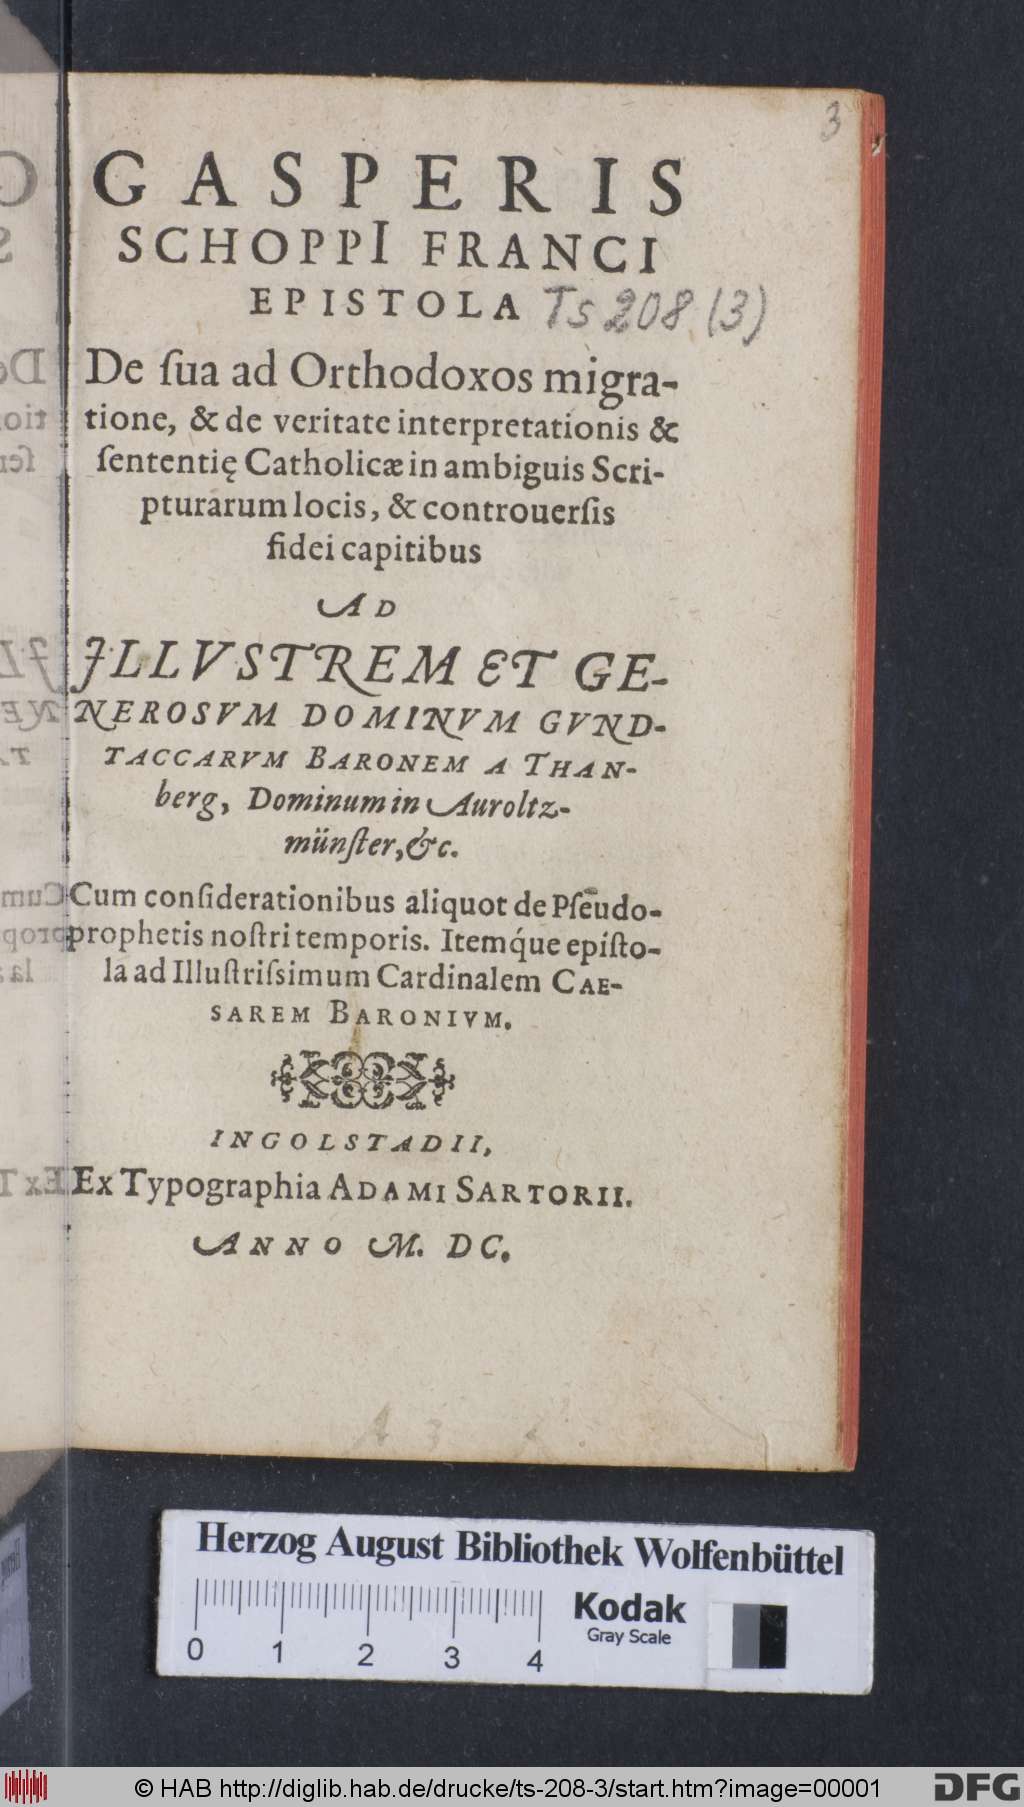 3
GASPERIS
SCHOPPI FRANCI
EPISTOLA Ts 208 (3)
De ſua ad Orthodoxos migra-
tione, & de veritate interpretationis &
ſententię Catholicæ in ambiguis Scri-
pturarum locis, & controuerſis
fidei capitibus
AD
ILLVSTREM ET GE-
NEROSVM DOMINVM GVND-
TACCARVM BARONEM A THAN-
berg, Dominum in Auroltz-
münſter, &c.
Cum conſiderationibus aliquot de Pſeudo-
prophetis noſtri temporis. Itemq́ue epiſto-
la ad Illuſtriſsimum Cardinalem CAE-
SAREM BARONIVM.
INGOLSTADII,
Ex Typographia ADAMI SARTORII.
ANNO M. DC.
Herzog August Bibliothek Wolfenbüttel
Kodak
Gray Scale
0 1 2 3 4
© HAB http://diglib.hab.de/drucke/ts-208-3/start.htm?image=00001
DFG